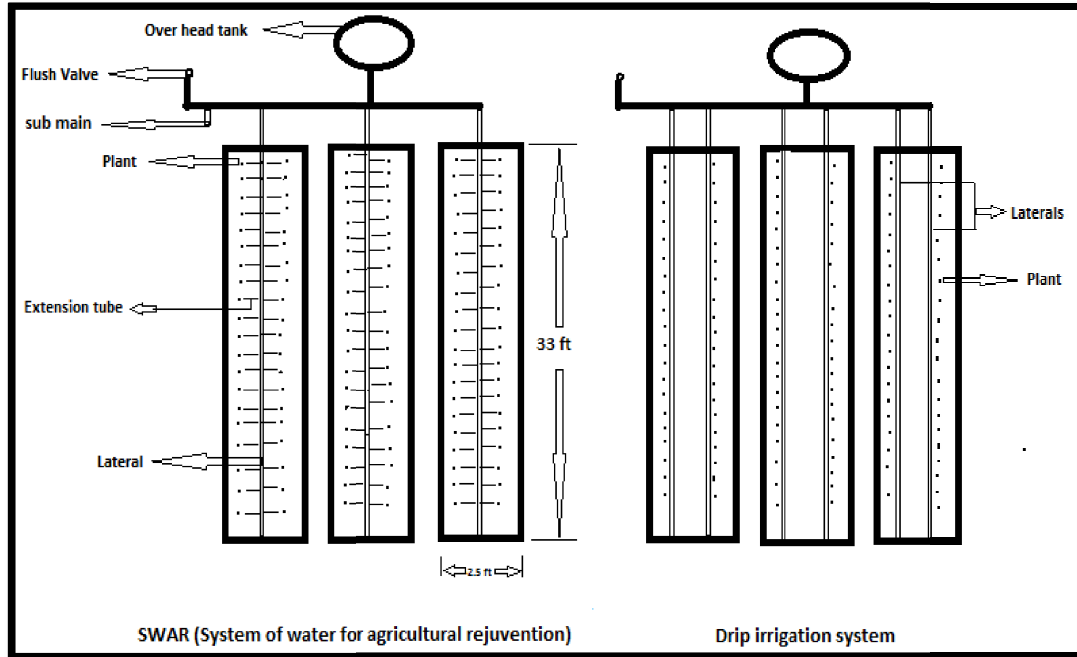 Over head tank
Flush Valve
sub main
Plant
Extension tube
Lateral
33 ft
2.5 ft
Laterals
Plant
SWAR (System of water for agricultural rejuvention)
Drip irrigation system